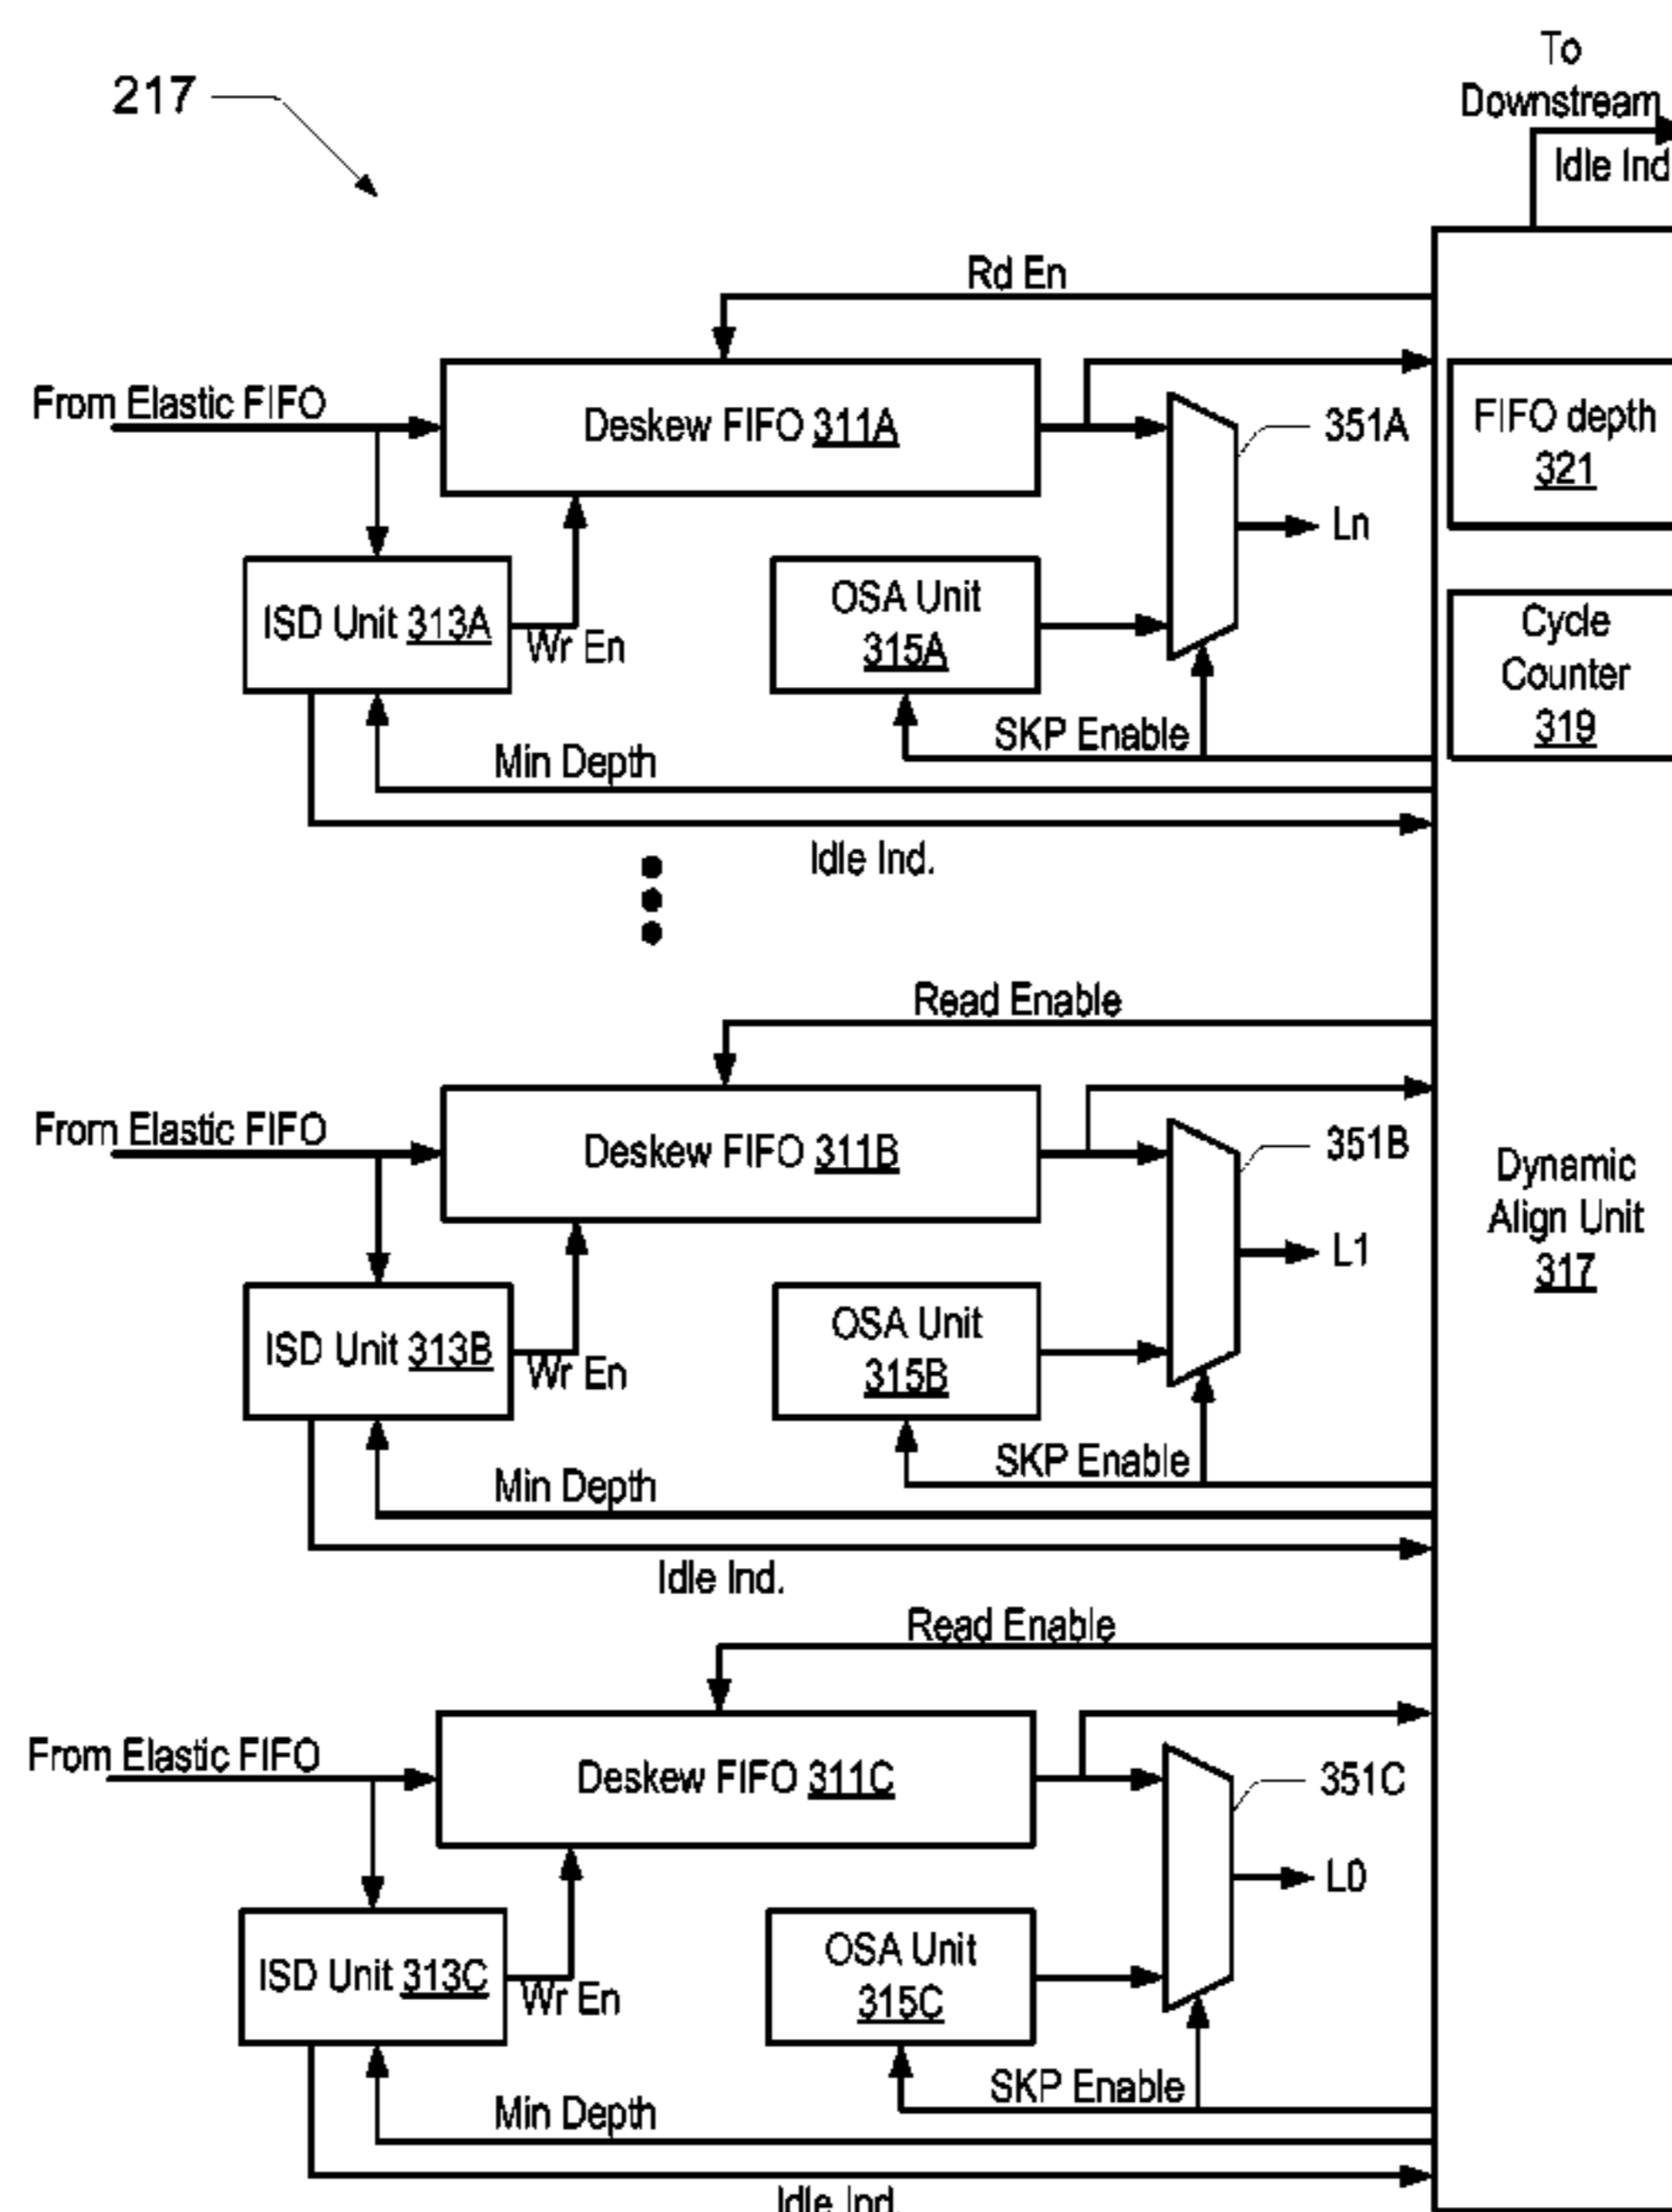 217
To
Downstream
Idle Ind
Rd En
From Elastic FIFO
Deskew FIFO 311A
351A
FIFO depth
321
Ln
ISD Unit 313A
Wr En
OSA Unit
315A
Cycle
Counter
319
SKP Enable
Min Depth
Idle Ind.
Read Enable
From Elastic FIFO
Deskew FIFO 311B
351B
Dynamic
Align Unit
317
L1
ISD Unit 313B
Wr En
OSA Unit
315B
SKP Enable
Min Depth
Idle Ind.
Read Enable
From Elastic FIFO
Deskew FIFO 311C
351C
L0
ISD Unit 313C
Wr En
OSA Unit
315C
SKP Enable
Min Depth
Idle Ind.